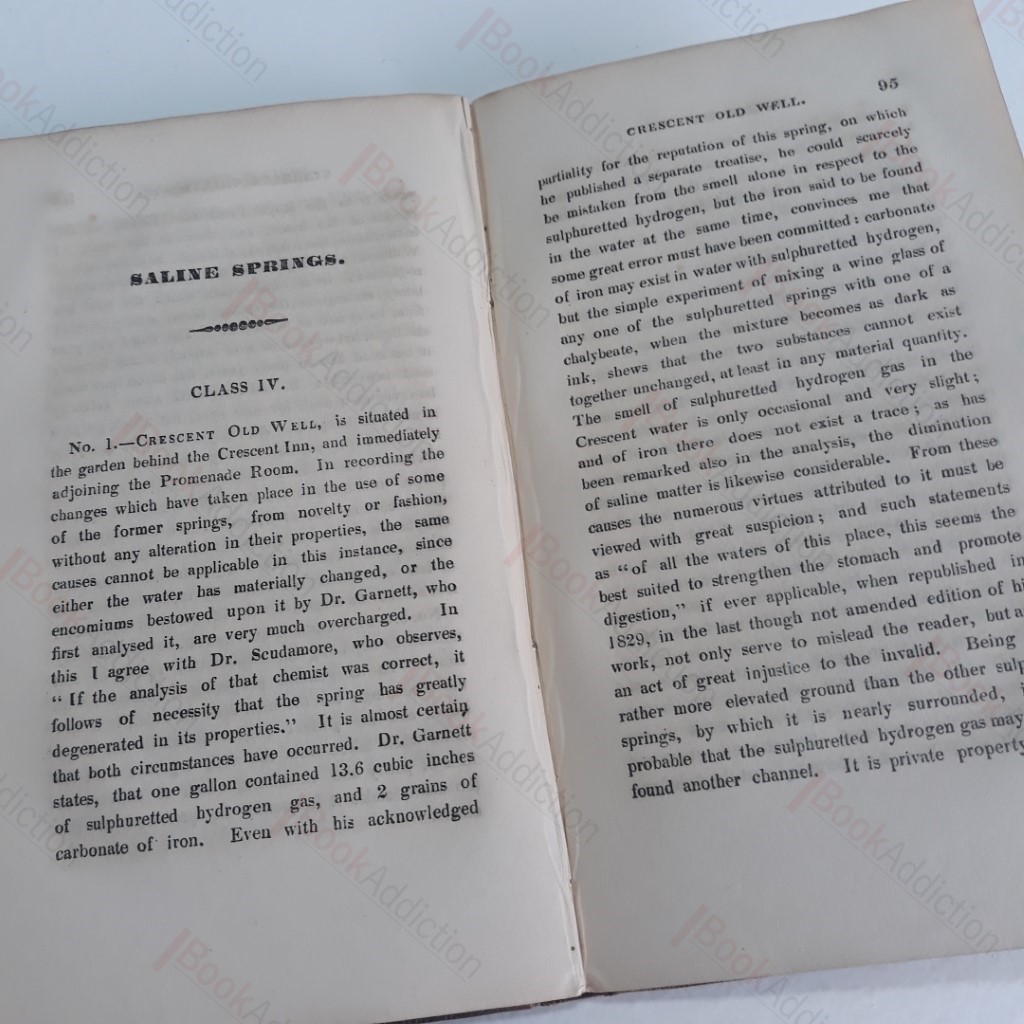 SALINE SPRINGS.
CLASS IV.
No. 1.—CRESCENT OLD WELL, is situated in
the garden behind the Crescent Inn, and immediately
adjoining the Promenade Room. In recording the
changes which have taken place in the use of some
of the former springs, from novelty or fashion,
without any alteration in their properties, the same
causes cannot be applicable in this instance, since
either the water has materially changed, or the
encomiums bestowed upon it by Dr. Garnett, who
first analysed it, are very much overcharged. In
this I agree with Dr. Scudamore, who observes,
“If the analysis of that chemist was correct, it
follows of necessity that the spring has greatly
degenerated in its properties.” It is almost certain,
that both circumstances have occurred. Dr. Garnett
states, that one gallon contained 13.6 cubic inches
of sulphuretted hydrogen gas, and 2 grains of
carbonate of iron. Even with his acknowledged
CRESCENT OLD WELL. 95
partiality for the reputation of this spring, on which
he published a separate treatise, he could scarcely
be mistaken from the smell alone in respect to the
sulphuretted hydrogen, but the iron said to be found
in the water at the same time, convinces me that
some great error must have been committed: carbonate
of iron may exist in water with sulphuretted hydrogen,
but the simple experiment of mixing a wine glass of
any one of the sulphuretted springs with one of a
chalybeate, when the mixture becomes as dark as
ink, shews that the two substances cannot exist
together unchanged, at least in any material quantity.
The smell of sulphuretted hydrogen gas in the
Crescent water is only occasional and very slight;
and of iron there does not exist a trace; as has
been remarked also in the analysis, the diminution
of saline matter is likewise considerable. From these
causes the numerous virtues attributed to it must be
viewed with great suspicion; and such statements
as “of all the waters of this place, this seems the
best suited to strengthen the stomach and promote
digestion,” if ever applicable, when republished in
1829, in the last though not amended edition of hi
work, not only serve to mislead the reader, but a
an act of great injustice to the invalid. Being
rather more elevated ground than the other sulp
springs, by which it is nearly surrounded, i
probable that the sulphuretted hydrogen gas may
found another channel. It is private property
BookAddiction